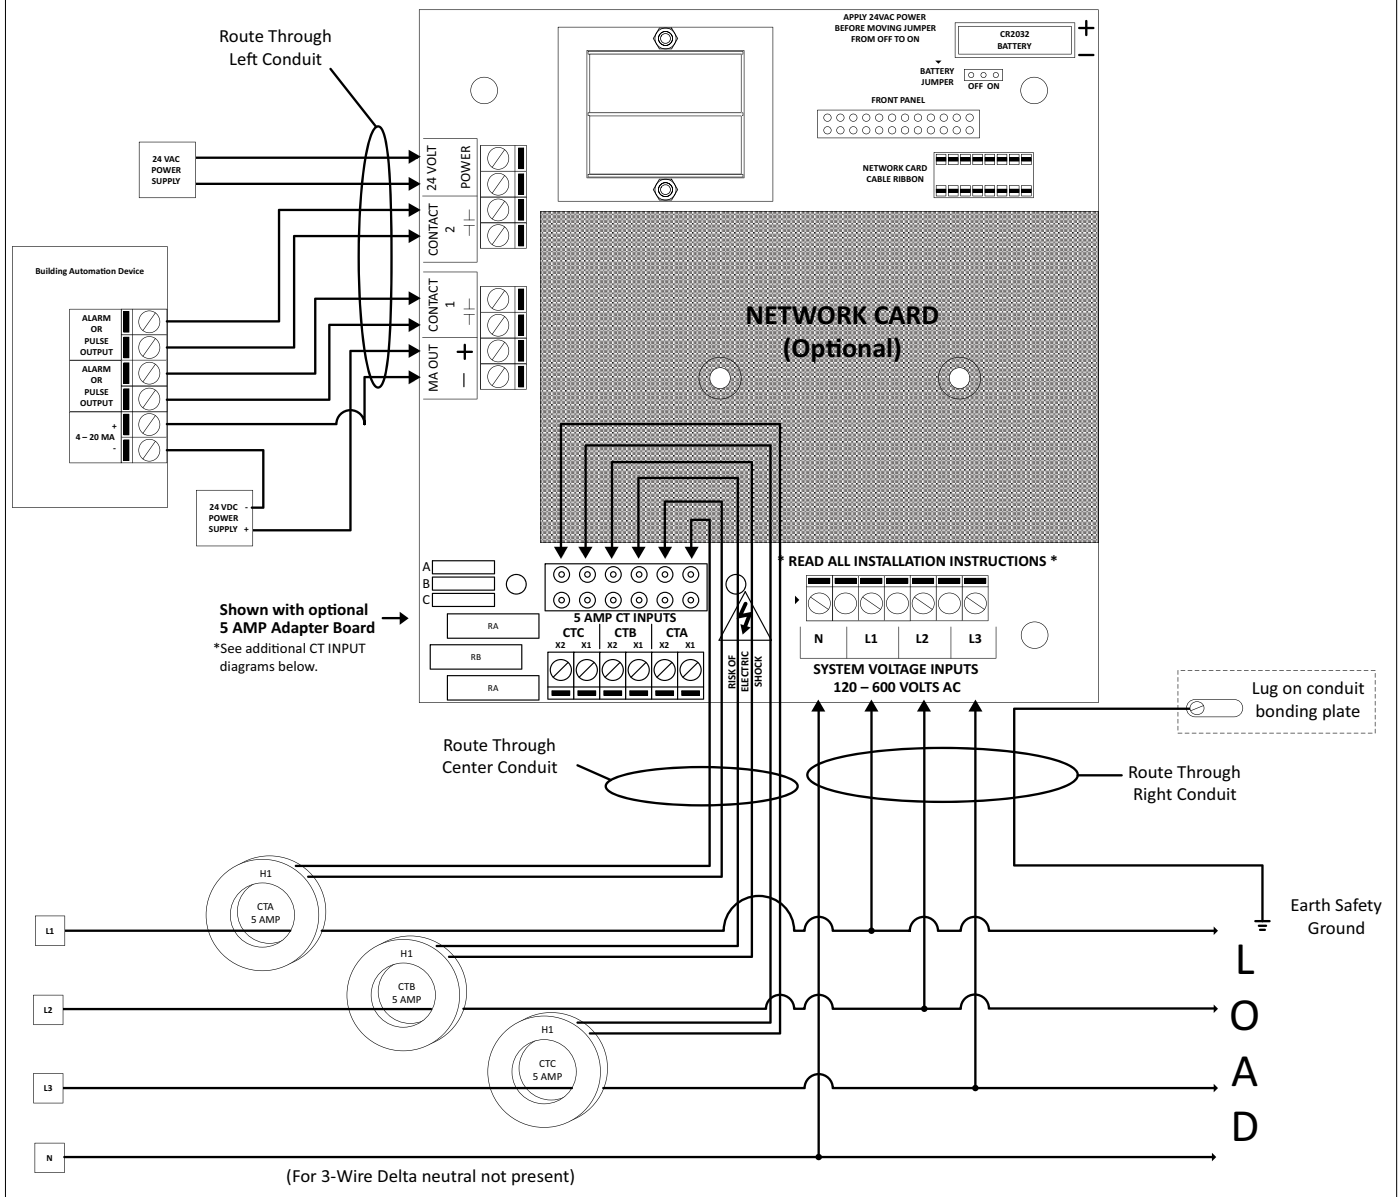 Route Through
Left Conduit
APPLY 24VAC POWER
BEFORE MOVING JUMPER
FROM OFF TO ON
CR2032
BATTERY
+
–
BATTERY
JUMPER
OFF ON
FRONT PANEL
NETWORK CARD
CABLE RIBBON
24 VAC
POWER
SUPPLY
24 VOLT
POWER
CONTACT
2
CONTACT
1
MA OUT
+
–
Building Automation Device
ALARM
OR
PULSE
OUTPUT
ALARM
OR
PULSE
OUTPUT
+
4 – 20 MA
-
24 VDC -
POWER
SUPPLY +
NETWORK CARD
(Optional)
A
B
C
RA
RB
RA
Shown with optional
5 AMP Adapter Board
*See additional CT INPUT
diagrams below.
5 AMP CT INPUTS
CTC CTB CTA
X2 X1 X2 X1 X2 X1
RISK OF
ELECTRIC
SHOCK
* READ ALL INSTALLATION INSTRUCTIONS *
N L1 L2 L3
SYSTEM VOLTAGE INPUTS
120 – 600 VOLTS AC
Lug on conduit
bonding plate
Route Through
Center Conduit
Route Through
Right Conduit
Earth Safety
Ground
H1
CTA
5 AMP
L1
H1
CTB
5 AMP
L2
H1
CTC
5 AMP
L3
N
L
O
A
D
(For 3-Wire Delta neutral not present)